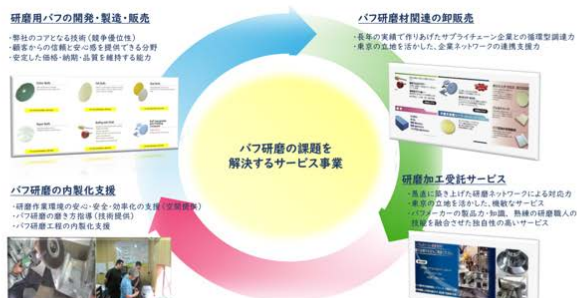 研磨用バフの開発・製造・販売
・弊社のコアとなる技術(競争優位性)
・顧客からの信頼と安心感を提供できる分野
・安定した価格・納期・品質を維持する能力
バフ研磨材関連の卸販売
・長年の実績で作りあげたサプライチェーン企業との循環型調達力
・東京の立地を活かした、企業ネットワークの連携支援力
バフ研磨の課題を
解決するサービス事業
バフ研磨の内製化支援
・研磨作業環境の安心・安全・効率化の支援(空間提供)
・バフ研磨の磨き方指導(技術提供)
・バフ研磨工程の内製化支援
研磨加工受託サービス
・馬道に築き上げた研磨ネットワークによる対応力
・東京の立地を活かした、機敏なサービス
・バフメーカーの製品力・知識、熟練の研磨職人の
技能を融合させた独自性の高いサービス